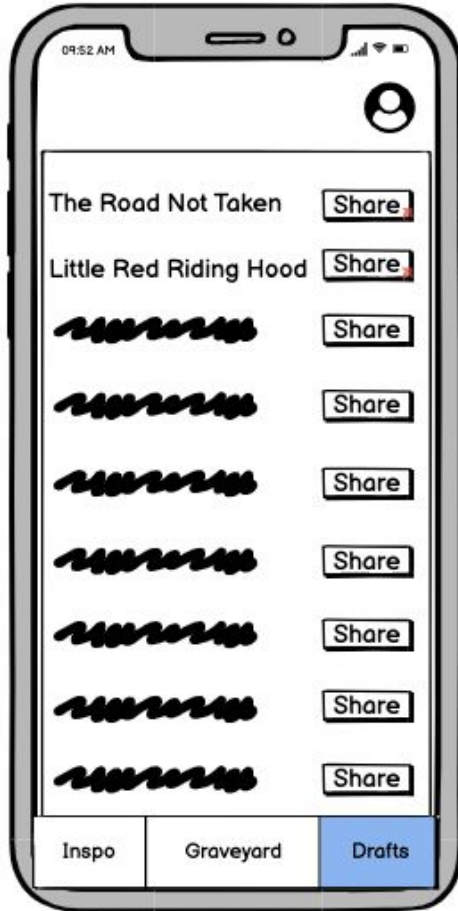 09:52 AM
The Road Not Taken Share
Little Red Riding Hood Share
Share
Share
Share
Share
Share
Share
Share
Inspo Graveyard Drafts